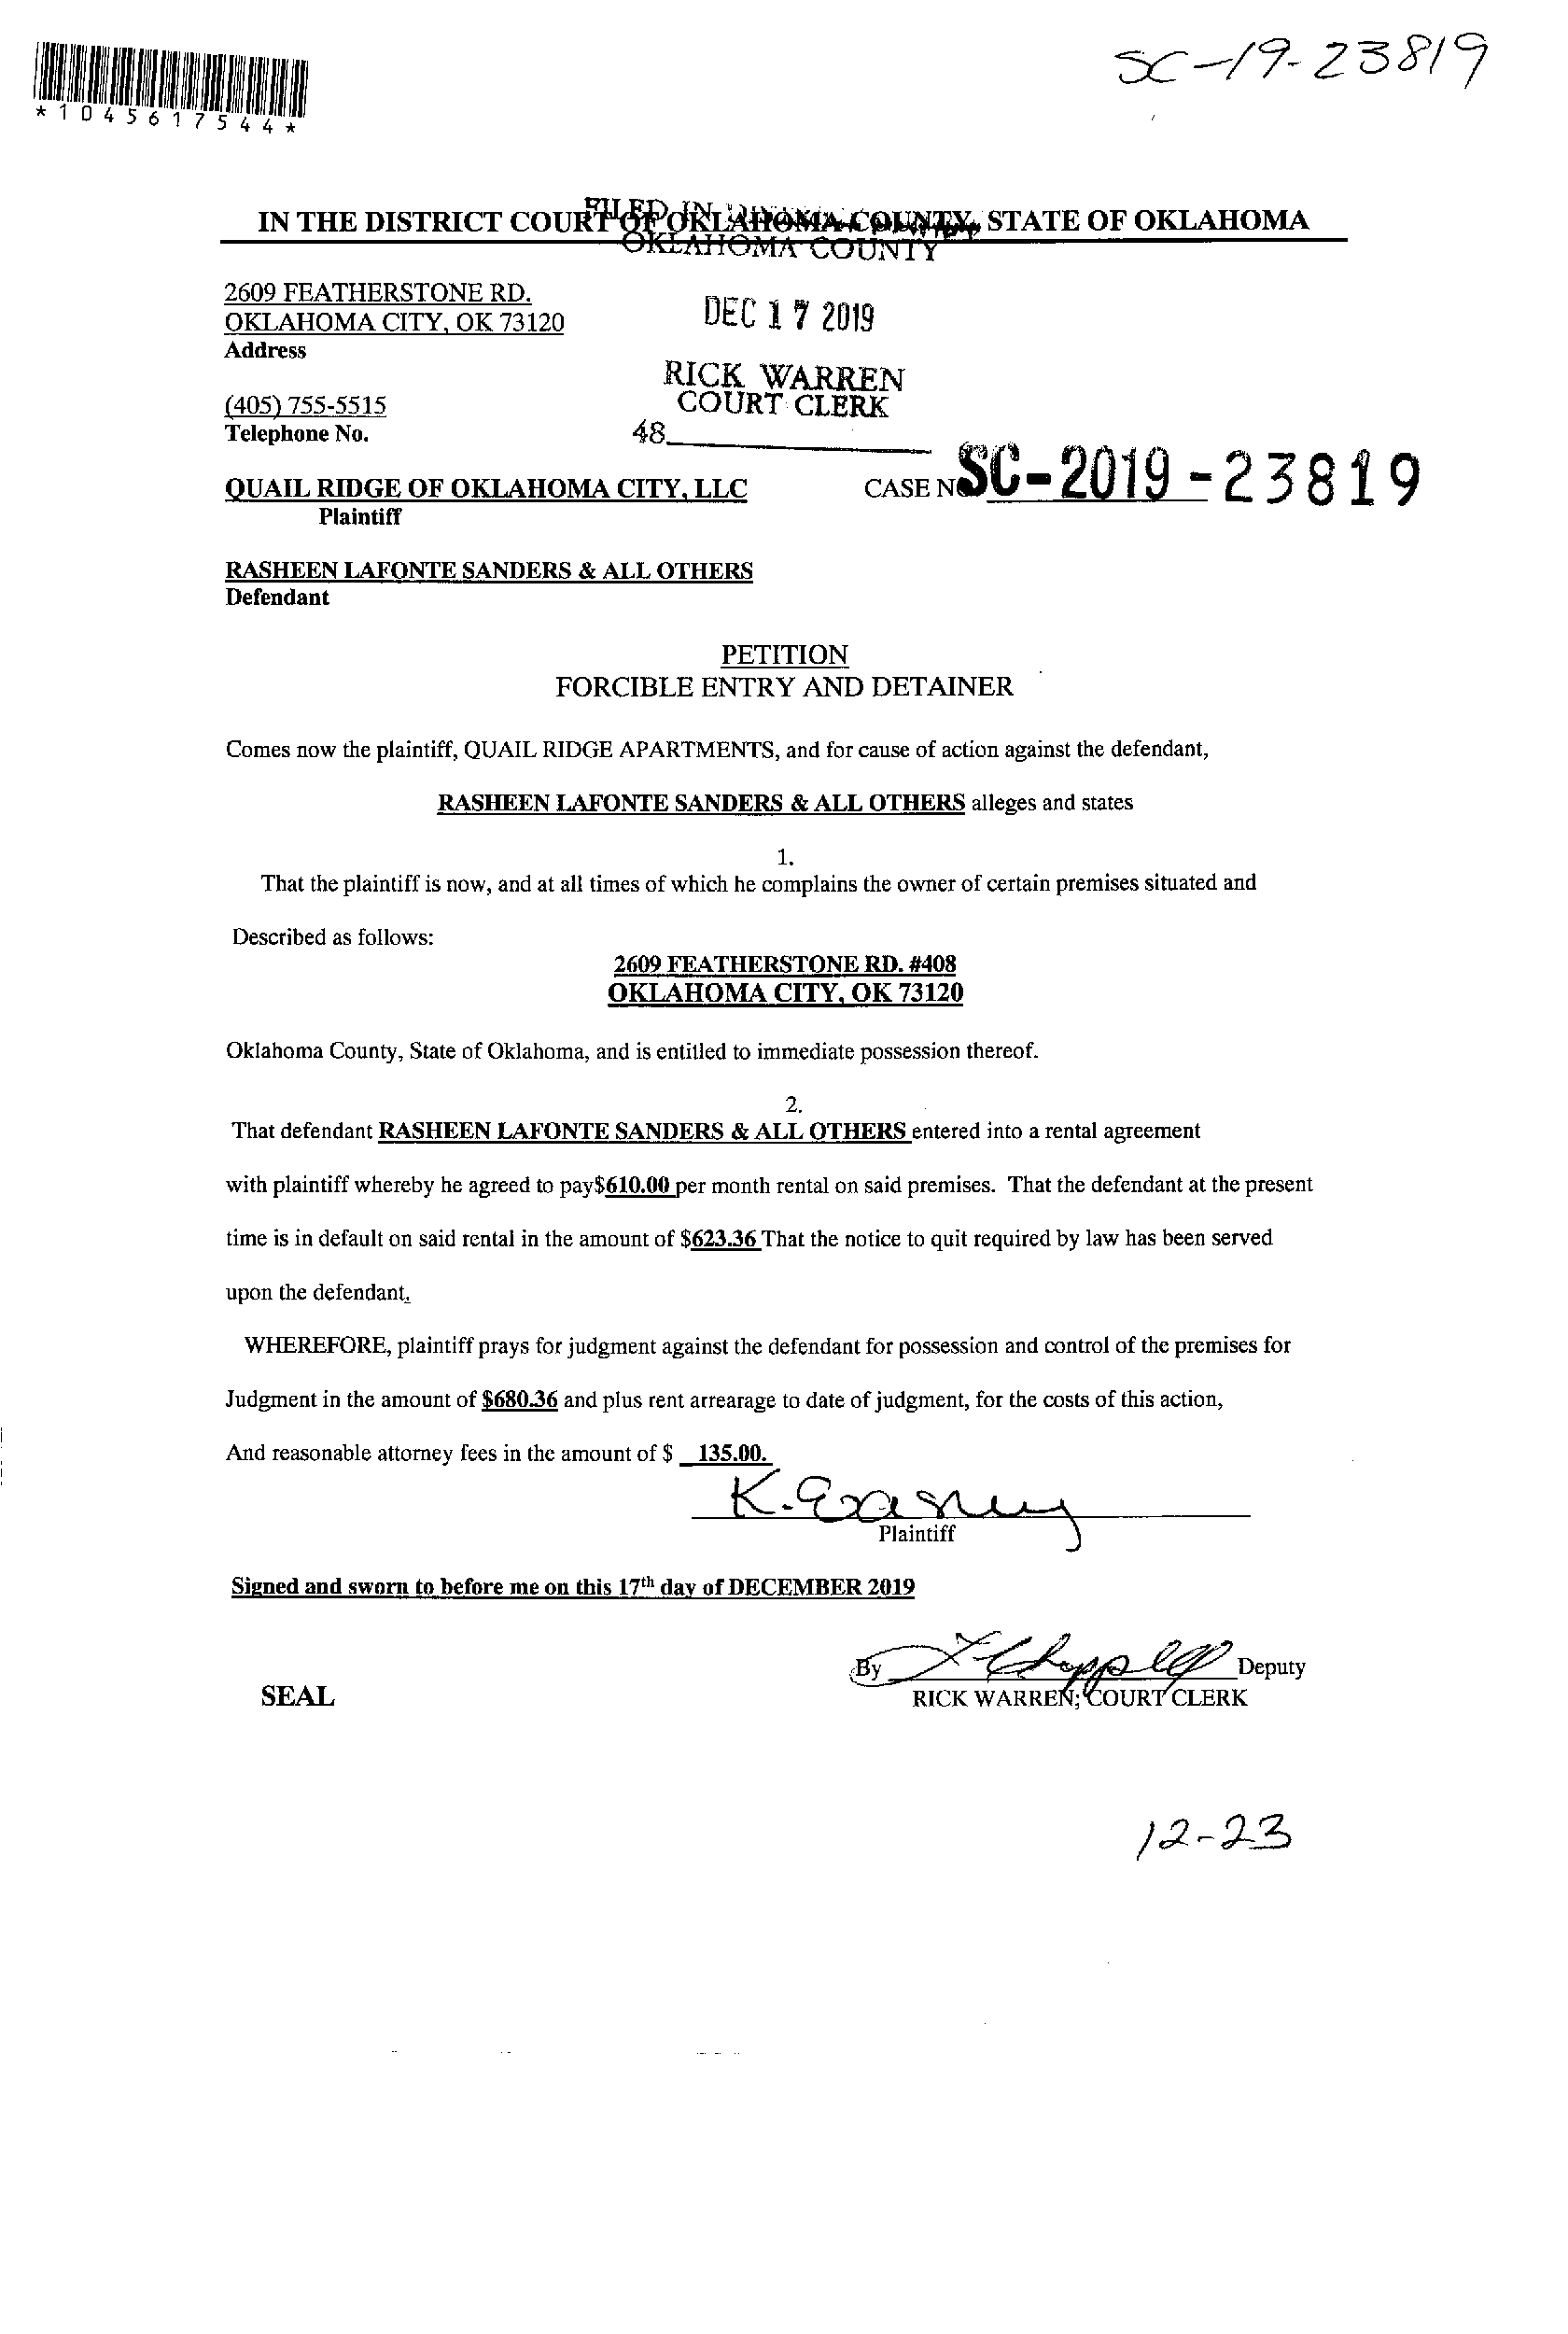 *1045617544*
SC-19-23819
IN THE DISTRICT COURT OF OKLAHOMA COUNTY, STATE OF OKLAHOMA
FILED IN
OKLAHOMA COUNTY
2609 FEATHERSTONE RD.
OKLAHOMA CITY, OK 73120
Address
DEC 17 2019
RICK WARREN
COURT CLERK
(405) 755-5515
Telephone No.
48
QUAIL RIDGE OF OKLAHOMA CITY, LLC
Plaintiff
CASE NO SC-2019-23819
RASHEEN LAFONTE SANDERS & ALL OTHERS
Defendant
PETITION
FORCIBLE ENTRY AND DETAINER
Comes now the plaintiff, QUAIL RIDGE APARTMENTS, and for cause of action against the defendant,
RASHEEN LAFONTE SANDERS & ALL OTHERS alleges and states
1.
That the plaintiff is now, and at all times of which he complains the owner of certain premises situated and
Described as follows:
2609 FEATHERSTONE RD. #408
OKLAHOMA CITY, OK 73120
Oklahoma County, State of Oklahoma, and is entitled to immediate possession thereof.
2.
That defendant RASHEEN LAFONTE SANDERS & ALL OTHERS entered into a rental agreement
with plaintiff whereby he agreed to pay$610.00 per month rental on said premises. That the defendant at the present
time is in default on said rental in the amount of $623.36 That the notice to quit required by law has been served
upon the defendant.
WHEREFORE, plaintiff prays for judgment against the defendant for possession and control of the premises for
Judgment in the amount of $680.36 and plus rent arrearage to date of judgment, for the costs of this action,
And reasonable attorney fees in the amount of $ 135.00.
K.
Plaintiff
Signed and sworn to before me on this 17th day of DECEMBER 2019
By Deputy
RICK WARREN; COURT CLERK
SEAL
12-23